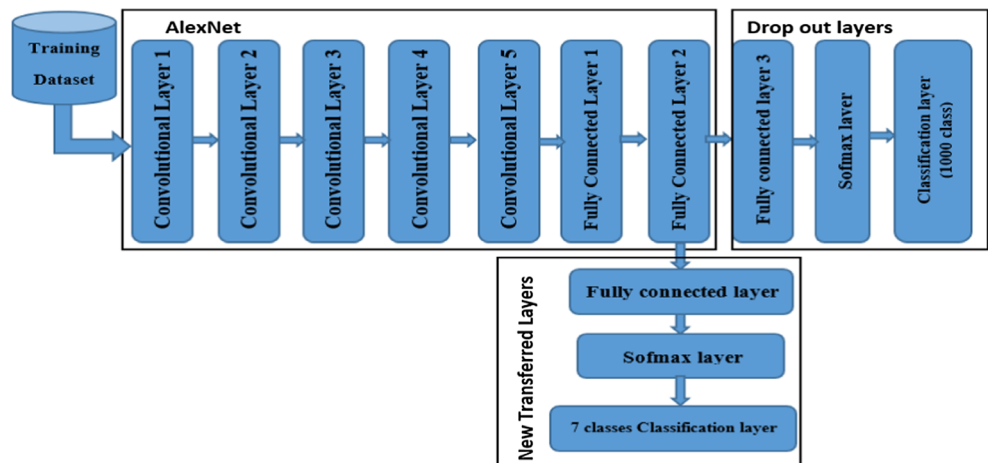 Training
Dataset
AlexNet
Convolutional Layer 1
Convolutional Layer 2
Convolutional Layer 3
Convolutional Layer 4
Convolutional Layer 5
Fully Connected Layer 1
Fully Connected Layer 2
Drop out layers
Fully connected layer 3
Sofmax layer
Classification layer
(1000 class)
New Transferred Layers
Fully connected layer
Sofmax layer
7 classes Classification layer